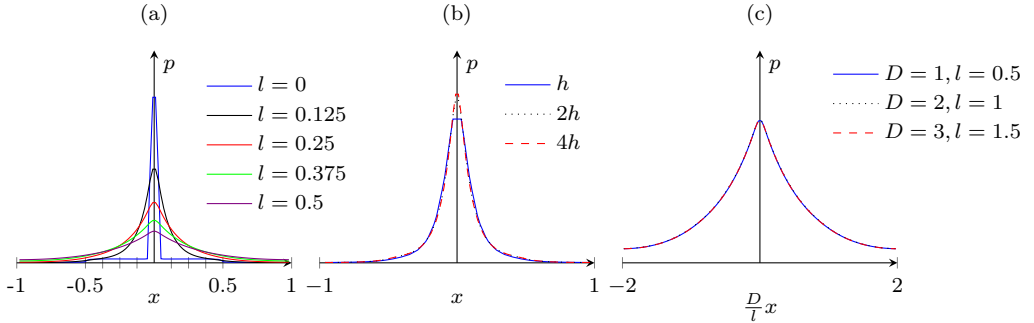 (a)
p
l = 0
l = 0.125
l = 0.25
l = 0.375
l = 0.5
-1 -0.5 0.5 1
x
(b)
p
h
2h
4h
−1 1
x
(c)
p
D = 1, l = 0.5
D = 2, l = 1
D = 3, l = 1.5
−2 2
D/l x